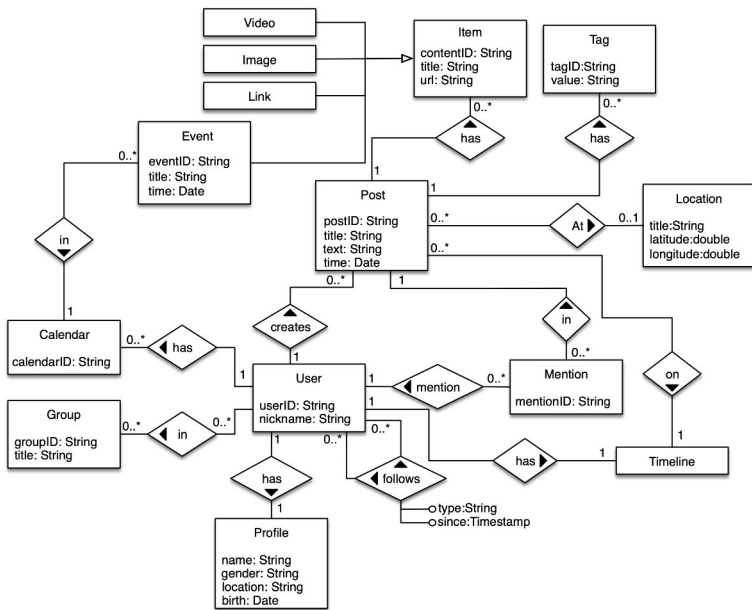 Video
Image
Link
Item
contentID: String
title: String
url: String
Tag
tagID:String
value: String
0..*
0..*
has
has
Event
eventID: String
title: String
time: Date
0..*
in
1
1
1
Post
postID: String
title: String
text: String
time: Date
0..*
At
0..1
Location
title:String
latitude:double
longitude:double
0..*
0..*
1
creates
in
1
0..*
1
Calendar
calendarID: String
0..*
has
1
User
userID: String
nickname: String
1
mention
0..*
Mention
mentionID: String
on
1
Group
groupID: String
title: String
0..*
in
0..*
1
1
0..*
0..*
has
1
Timeline
has
follows
type:String
since:Timestamp
1
Profile
name: String
gender: String
location: String
birth: Date